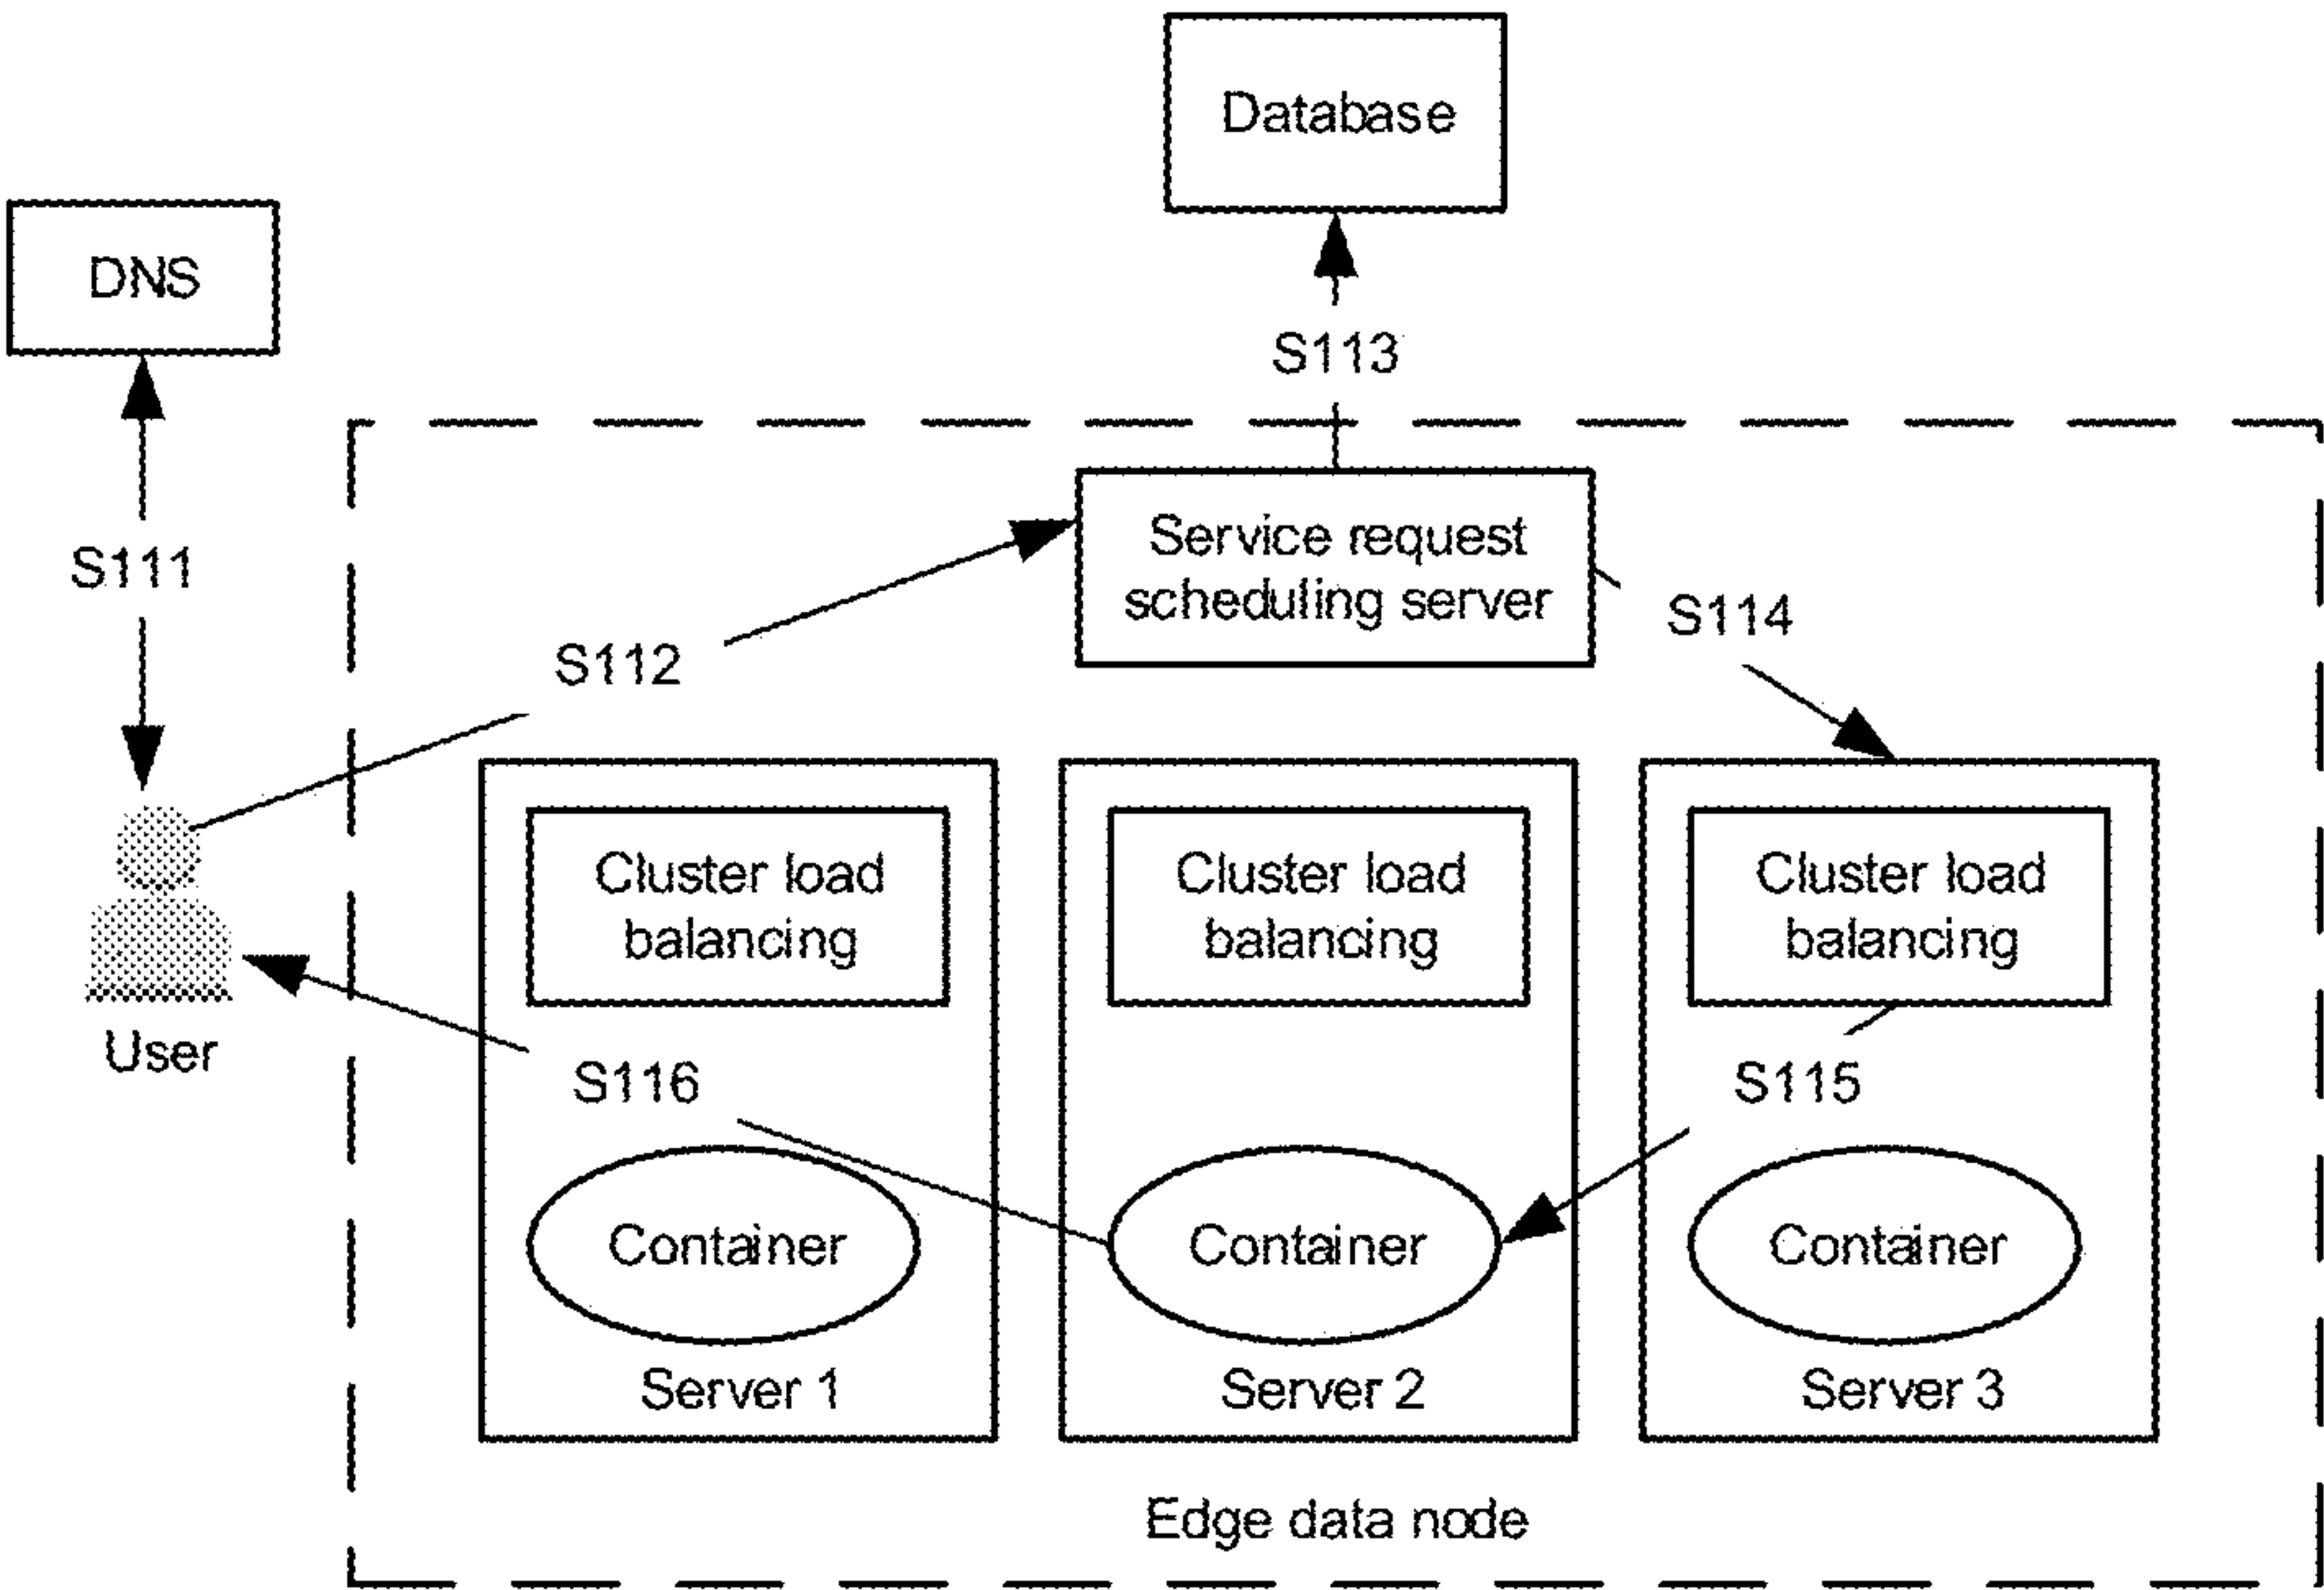 Database
DNS
S113
S111
Service request
scheduling server
S114
S112
Cluster load
balancing
Cluster load
balancing
Cluster load
balancing
User
S116
S115
Container
Container
Container
Server 1
Server 2
Server 3
Edge data node